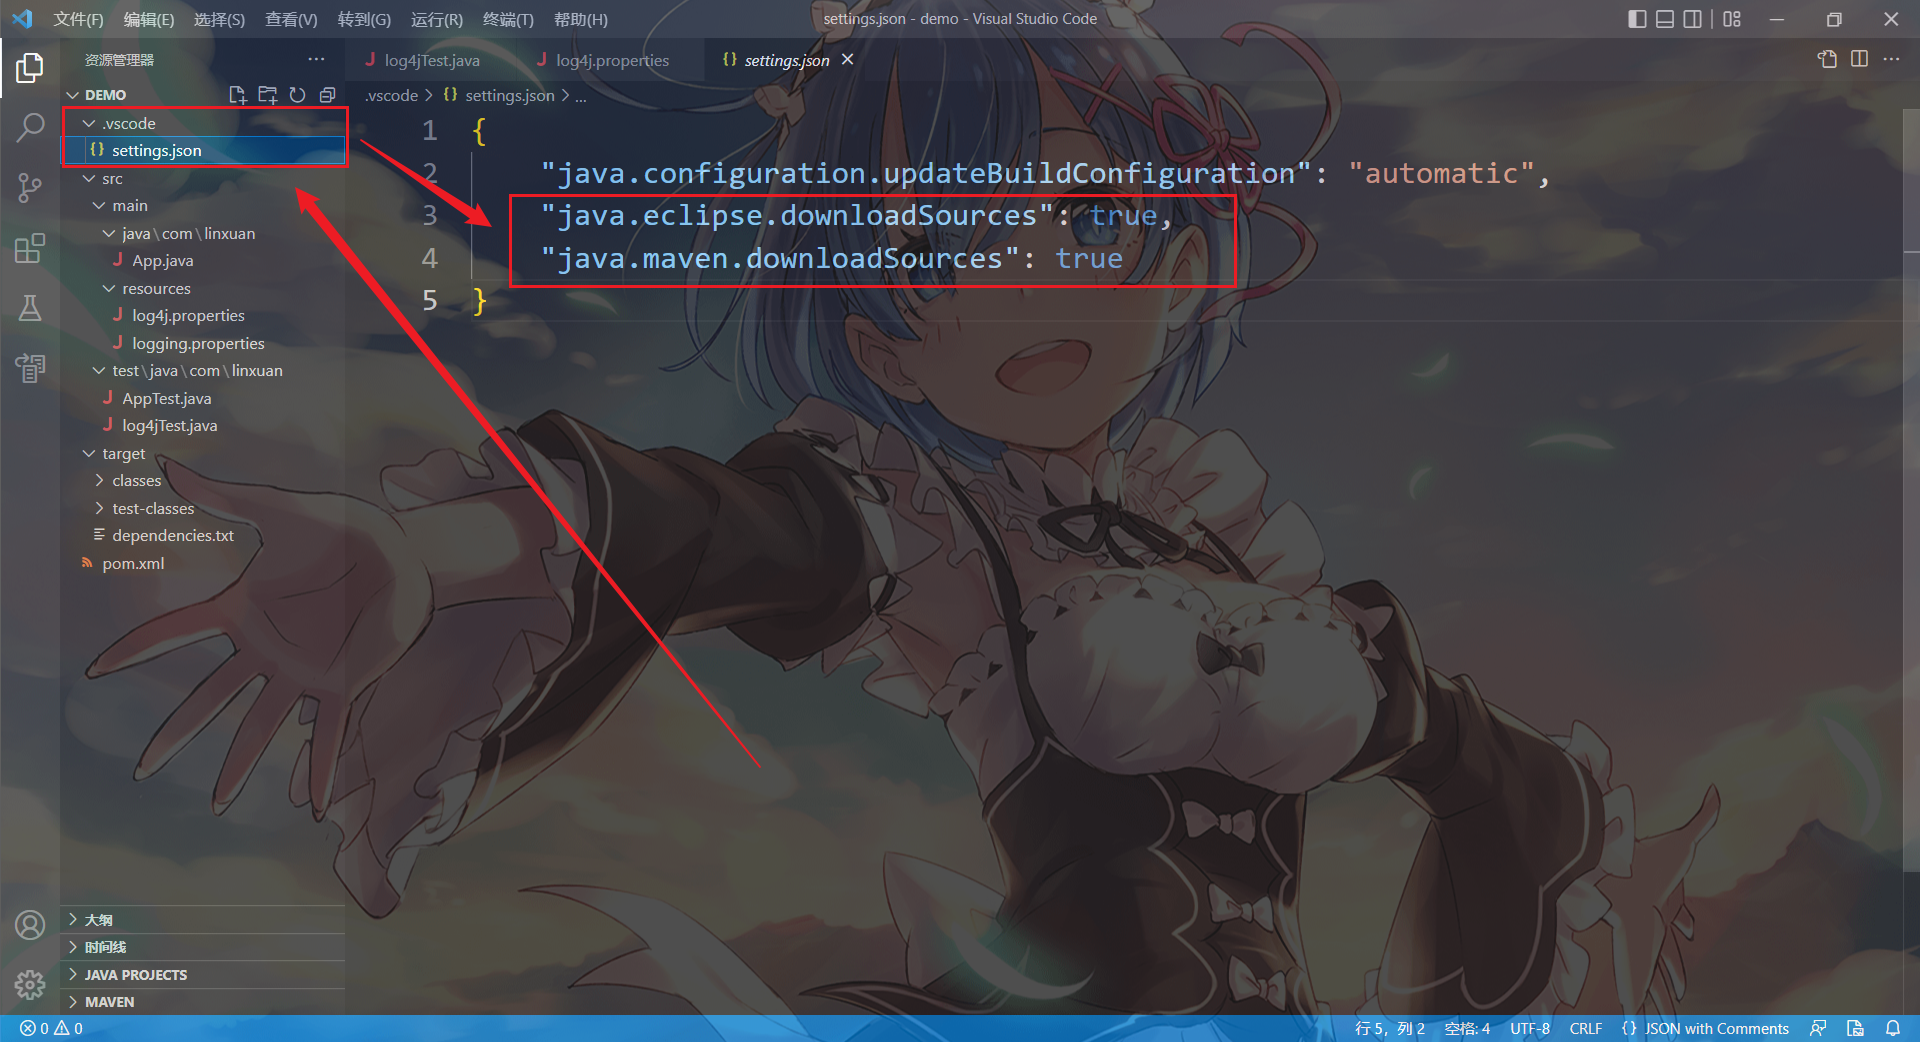 文件(F) 编辑(E) 选择(S) 查看(V) 转到(G) 运行(R) 终端(T) 帮助(H) settings.json - demo - Visual Studio Code
资源管理器
log4jTest.java log4j.properties settings.json
DEMO
.vscode > settings.json > ...
.vscode
settings.json
src
main
java\com\linxuan
App.java
resources
log4j.properties
logging.properties
test\java\com\linxuan
AppTest.java
log4jTest.java
target
classes
test-classes
dependencies.txt
pom.xml
1 {
2 "java.configuration.updateBuildConfiguration": "automatic",
3 "java.eclipse.downloadSources": true,
4 "java.maven.downloadSources": true
5 }
大纲
时间线
JAVA PROJECTS
MAVEN
0 0 行 5，列 2 空格: 4 UTF-8 CRLF {} JSON with Comments